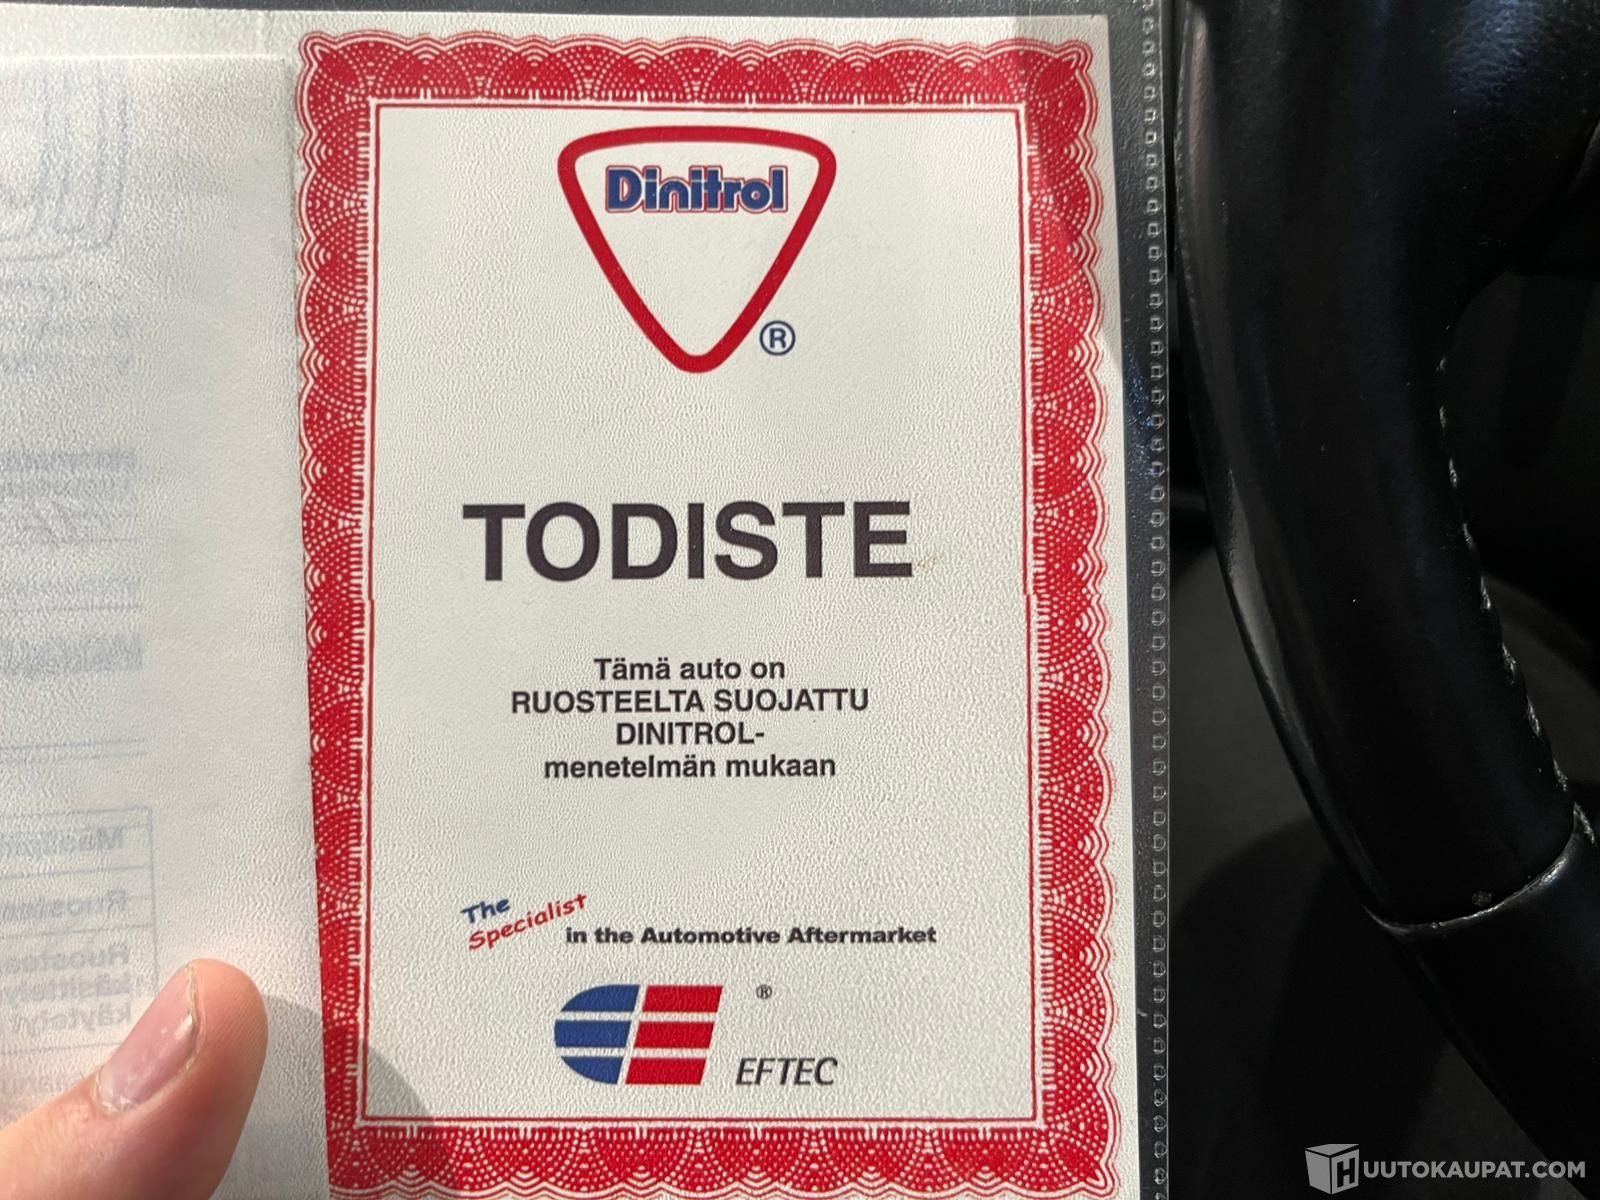 Dinitrol
®
TODISTE
Tämä auto on
RUOSTEELTA SUOJATTU
DINITROL-
menetelmän mukaan
The
Specialist
in the Automotive Aftermarket
®
EFTEC
HUUTOKAUPAT.COM